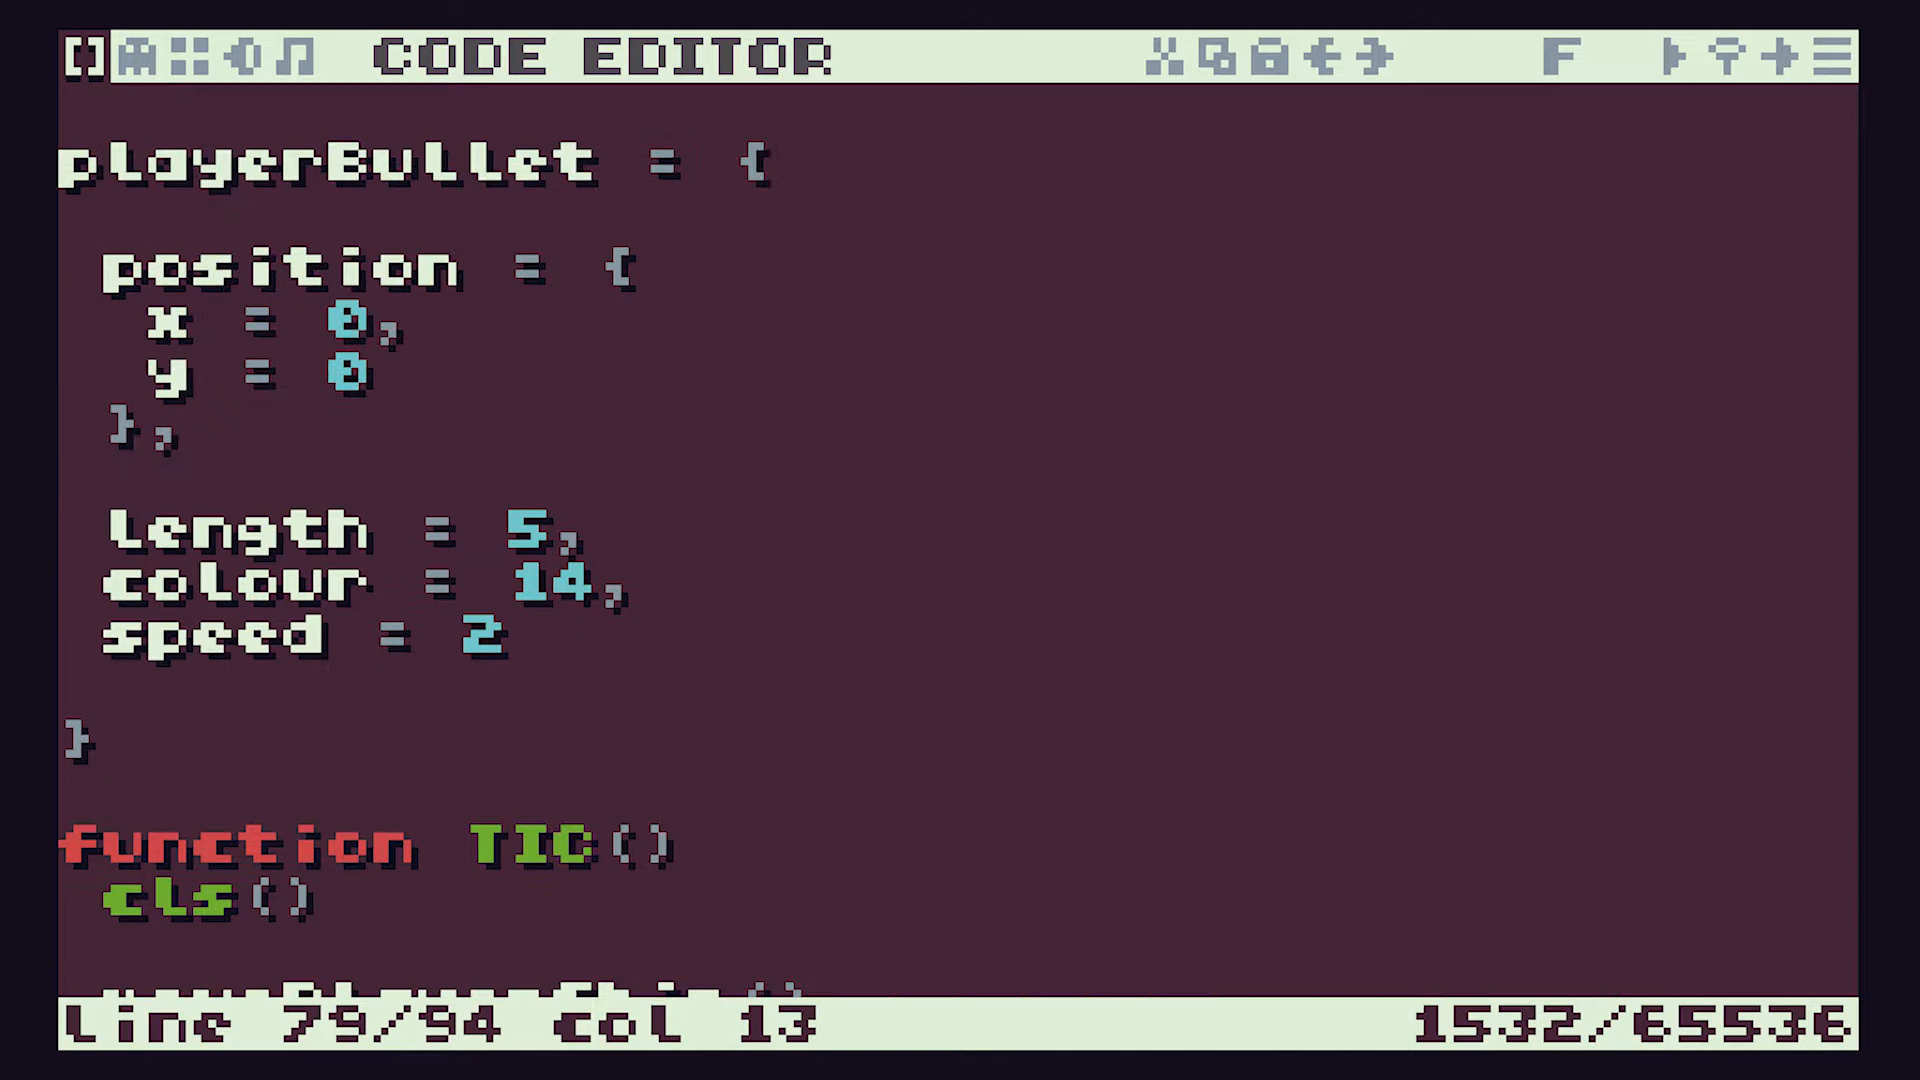 CODE EDITOR
F
playerBullet = {
position = {
x = 0,
y = 0
},
length = 5,
colour = 14,
speed = 2
}
function TIC()
cls()
line 79/94 col 13
1532/65536